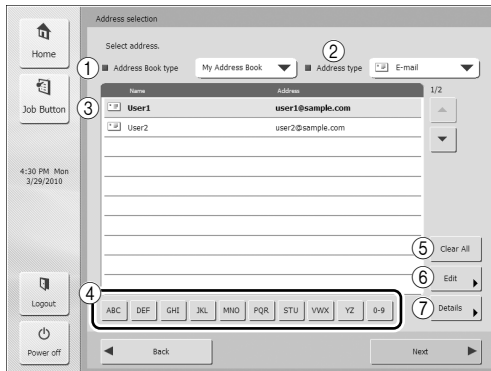 Address selection
Home
Select address.
2
1 Address Book type My Address Book Address type E-mail
Name Address 1/2
Job Button
3 User1 user1@sample.com
User2 user2@sample.com
4:30 PM Mon
3/29/2010
5 Clear All
6 Edit
Logout
4 ABC DEF GHI JKL MNO PQR STU VWX YZ 0-9
7 Details
Power off
Back Next